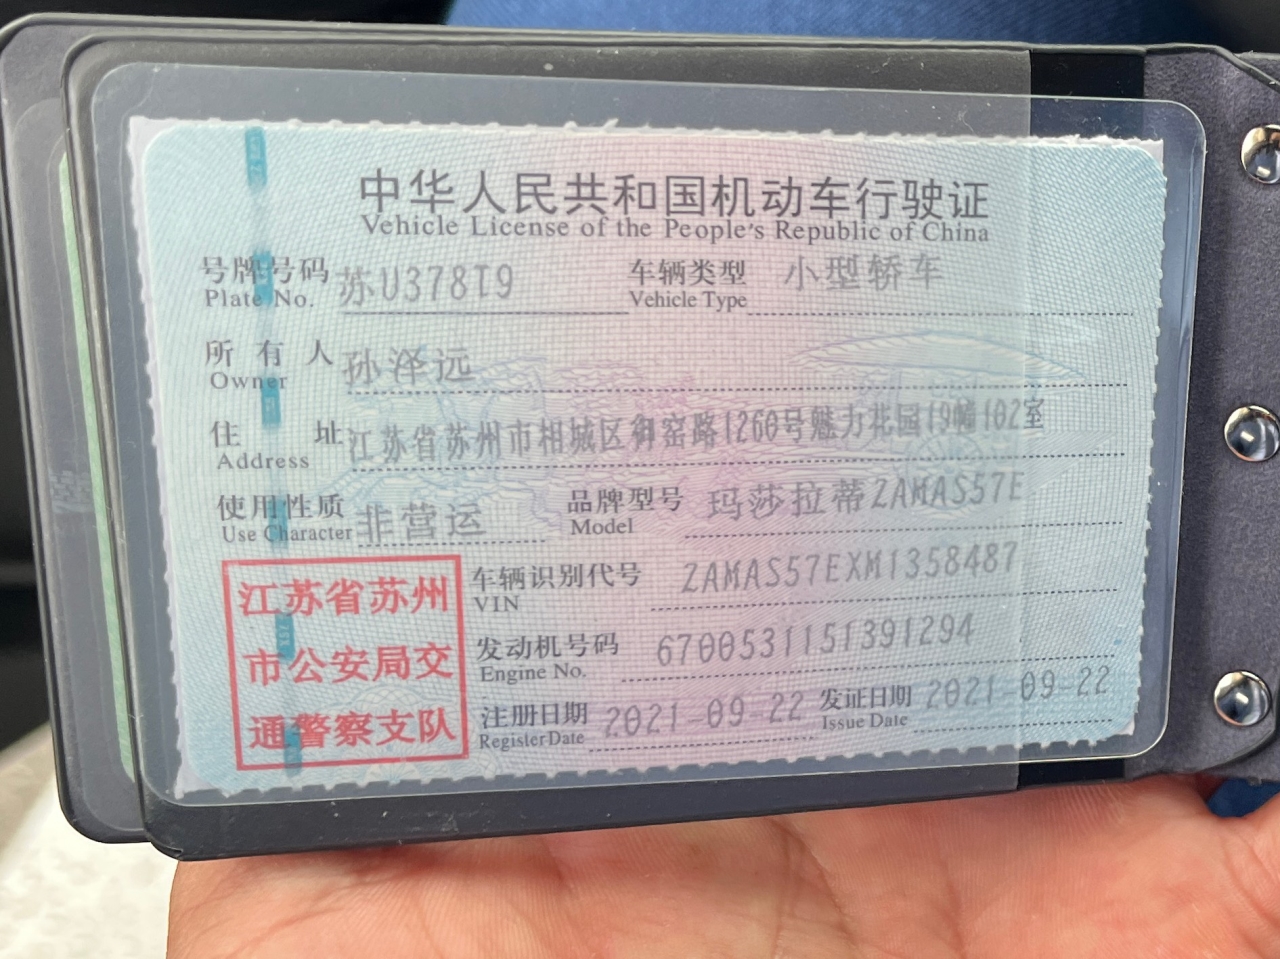 中华人民共和国机动车行驶证
Vehicle License of the People's Republic of China
号牌号码 苏U378T9 车辆类型 小型轿车
Plate No. Vehicle Type
所有人 孙泽远
Owner
住址 江苏省苏州市相城区御窑路1260号魅力花园19幢102室
Address
使用性质 非营运 品牌型号 玛莎拉蒂ZAMAS57E
Use Character Model
江苏省苏州
市公安局交
通警察支队
车辆识别代号 ZAMAS57EXM1358487
VIN
发动机号码 6700531151391294
Engine No.
注册日期 2021-09-22 发证日期 2021-09-22
Register Date Issue Date